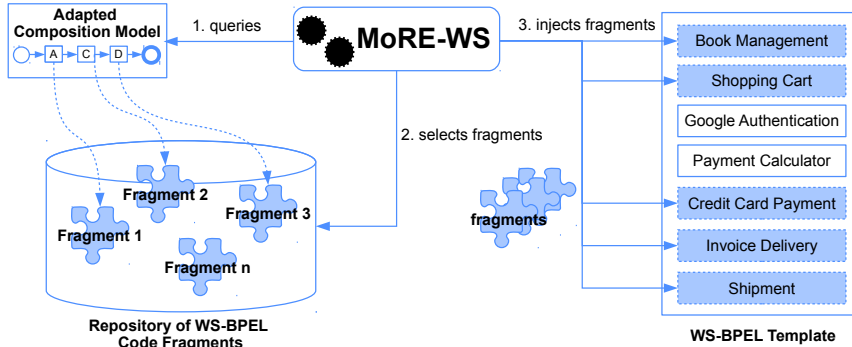 Adapted
Composition Model
A
C
D
1. queries
MoRE-WS
3. injects fragments
2. selects fragments
Fragment 1
Fragment 2
Fragment 3
Fragment n
Repository of WS-BPEL
Code Fragments
fragments
Book Management
Shopping Cart
Google Authentication
Payment Calculator
Credit Card Payment
Invoice Delivery
Shipment
WS-BPEL Template